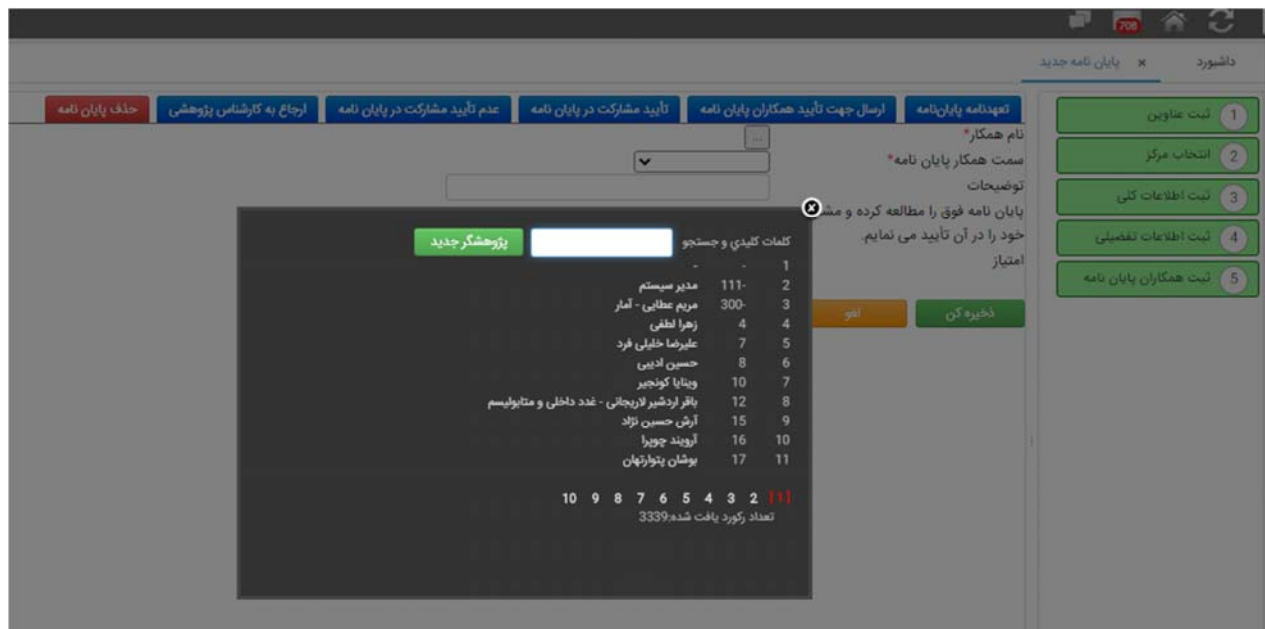 708
داشبورد
پایان نامه جدید ×
1 ثبت عناوین
2 انتخاب مرکز
3 ثبت اطلاعات کلی
4 ثبت اطلاعات تفضیلی
5 ثبت همکاران پایان نامه
تعهدنامه پایان‌نامه ارسال جهت تأیید همکاران پایان نامه تأیید مشارکت در پایان نامه عدم تأیید مشارکت در پایان نامه ارجاع به کارشناس پژوهشی حذف پایان نامه
نام همکار* ...
سمت همکار پایان نامه*
توضیحات
پایان نامه فوق را مطالعه کرده و مش
خود را در آن تأیید می نمایم.
امتیاز
ذخیره کن لغو
کلمات کلیدي و جستجو پژوهشگر جدید
1 - -
2 -111 مدیر سیستم
3 -300 مریم عطایی - آمار
4 4 زهرا لطفی
5 7 علیرضا خلیلی فرد
6 8 حسین ادیبی
7 10 وینایا کونجیر
8 12 باقر اردشیر لاریجانی - غدد داخلی و متابولیسم
9 15 آرش حسین نژاد
10 16 آرویند چوپرا
11 17 بوشان پتوارتهان
[1] 2 3 4 5 6 7 8 9 10
تعداد رکورد یافت شده:3339